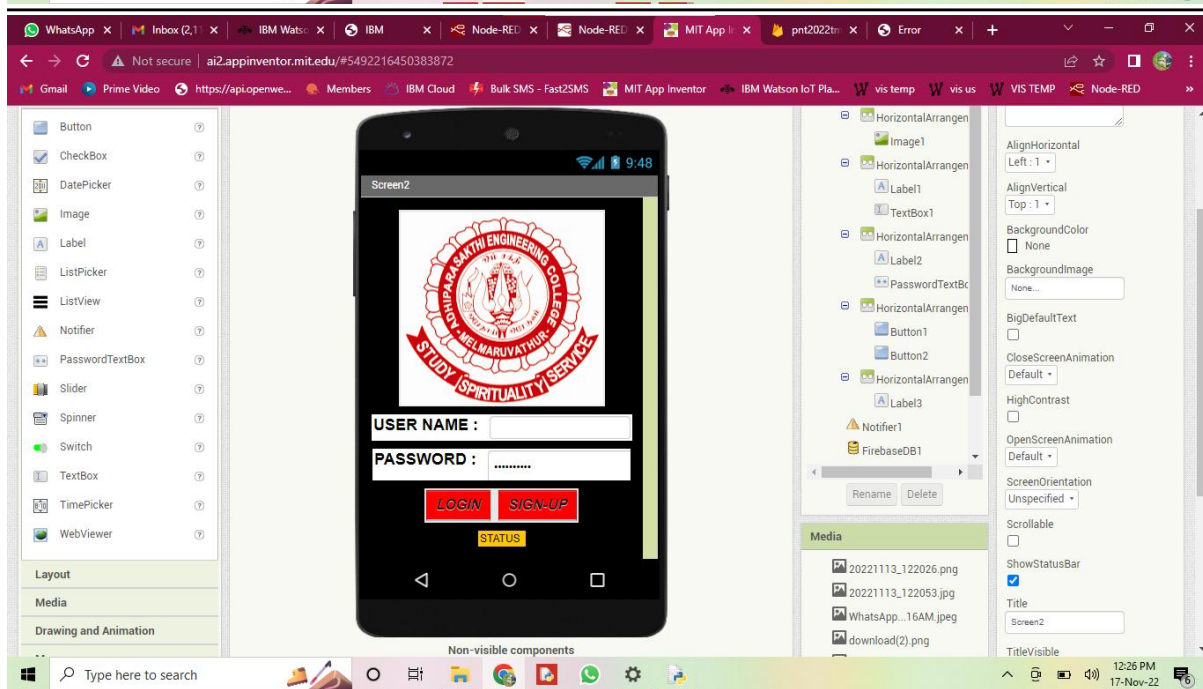 WhatsApp
Inbox (2,1
IBM Wats
IBM
Node-RED
Node-RED
MIT App In
pnt2022tm
Error
Not secure | ai2.appinventor.mit.edu/#5492216450383872
Gmail
Prime Video
https://api.openwe...
Members
IBM Cloud
Bulk SMS - Fast2SMS
MIT App Inventor
IBM Watson IoT Pla...
vis temp
vis us
VIS TEMP
Node-RED
Button
CheckBox
DatePicker
Image
Label
ListPicker
ListView
Notifier
PasswordTextBox
Slider
Spinner
Switch
TextBox
TimePicker
WebViewer
Layout
Media
Drawing and Animation
9:48
Screen2
ADHIPARASAKTHI ENGINEERING COLLEGE
MELMARUVATHUR
STUDY SPIRITUALITY SERVICE
USER NAME :
PASSWORD :
LOGIN
SIGN-UP
STATUS
Non-visible components
HorizontalArrangen
Image1
HorizontalArrangen
Label1
TextBox1
HorizontalArrangen
Label2
PasswordTextBo
HorizontalArrangen
Button1
Button2
HorizontalArrangen
Label3
Notifier1
FirebaseDB1
Rename
Delete
Media
20221113_122026.png
20221113_122053.jpg
WhatsApp...16AM.jpeg
download(2).png
AlignHorizontal
Left : 1
AlignVertical
Top : 1
BackgroundColor
None
BackgroundImage
None...
BigDefaultText
CloseScreenAnimation
Default
HighContrast
OpenScreenAnimation
Default
ScreenOrientation
Unspecified
Scrollable
ShowStatusBar
Title
Screen2
TitleVisible
Type here to search
12:26 PM
17-Nov-22
6